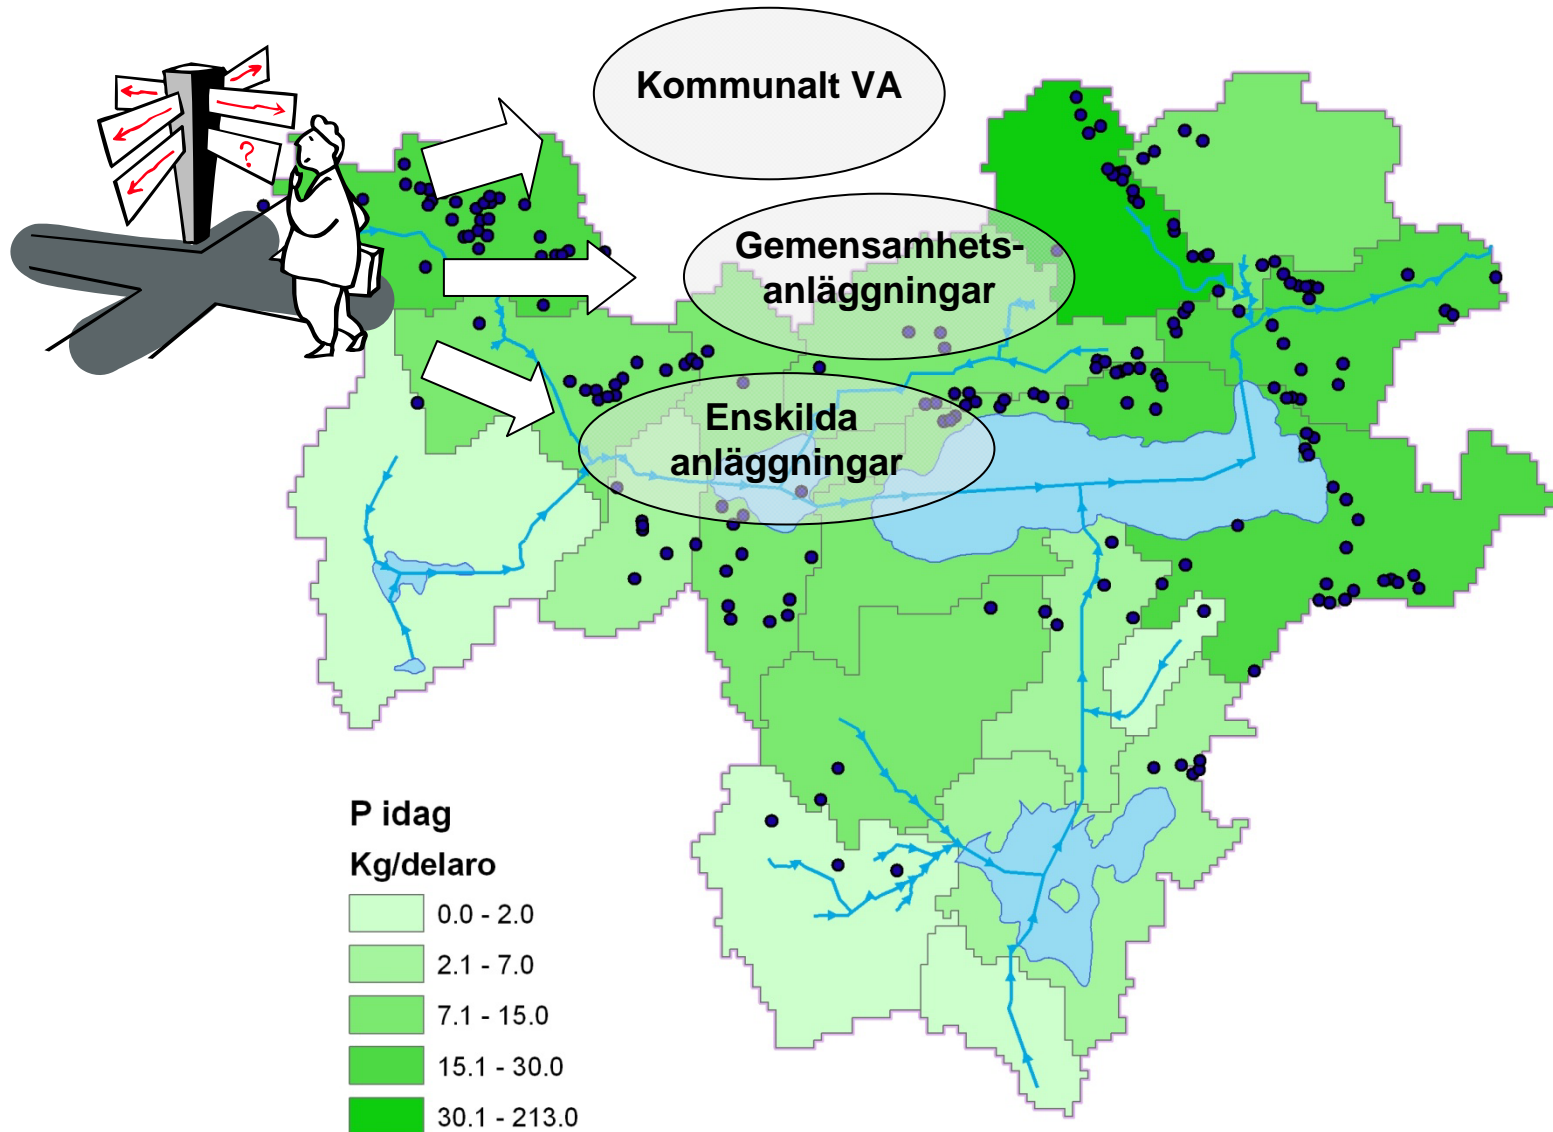 Kommunalt VA
?
Gemensamhets-
anläggningar
Enskilda
anläggningar
P idag
Kg/delaro
0.0 - 2.0
2.1 - 7.0
7.1 - 15.0
15.1 - 30.0
30.1 - 213.0